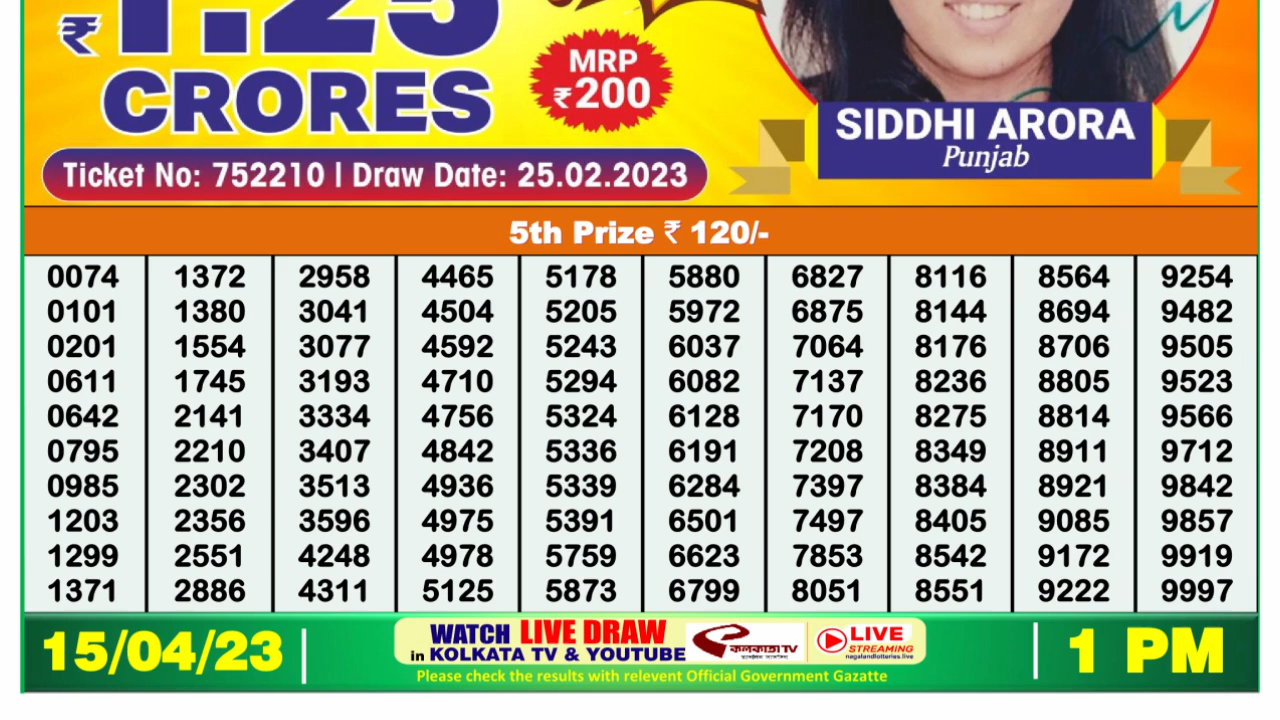 ₹ 1.25
CRORES
MRP
₹200
SIDDHI ARORA
Punjab
Ticket No: 752210 | Draw Date: 25.02.2023
5th Prize ₹ 120/-
0074 1372 2958 4465 5178 5880 6827 8116 8564 9254
0101 1380 3041 4504 5205 5972 6875 8144 8694 9482
0201 1554 3077 4592 5243 6037 7064 8176 8706 9505
0611 1745 3193 4710 5294 6082 7137 8236 8805 9523
0642 2141 3334 4756 5324 6128 7170 8275 8814 9566
0795 2210 3407 4842 5336 6191 7208 8349 8911 9712
0985 2302 3513 4936 5339 6284 7397 8384 8921 9842
1203 2356 3596 4975 5391 6501 7497 8405 9085 9857
1299 2551 4248 4978 5759 6623 7853 8542 9172 9919
1371 2886 4311 5125 5873 6799 8051 8551 9222 9997
15/04/23
WATCH LIVE DRAW
in KOLKATA TV & YOUTUBE
কলকাতা TV
LIVE
STREAMING
nagalandlotteries.live
Please check the results with relevent Official Government Gazatte
1 PM